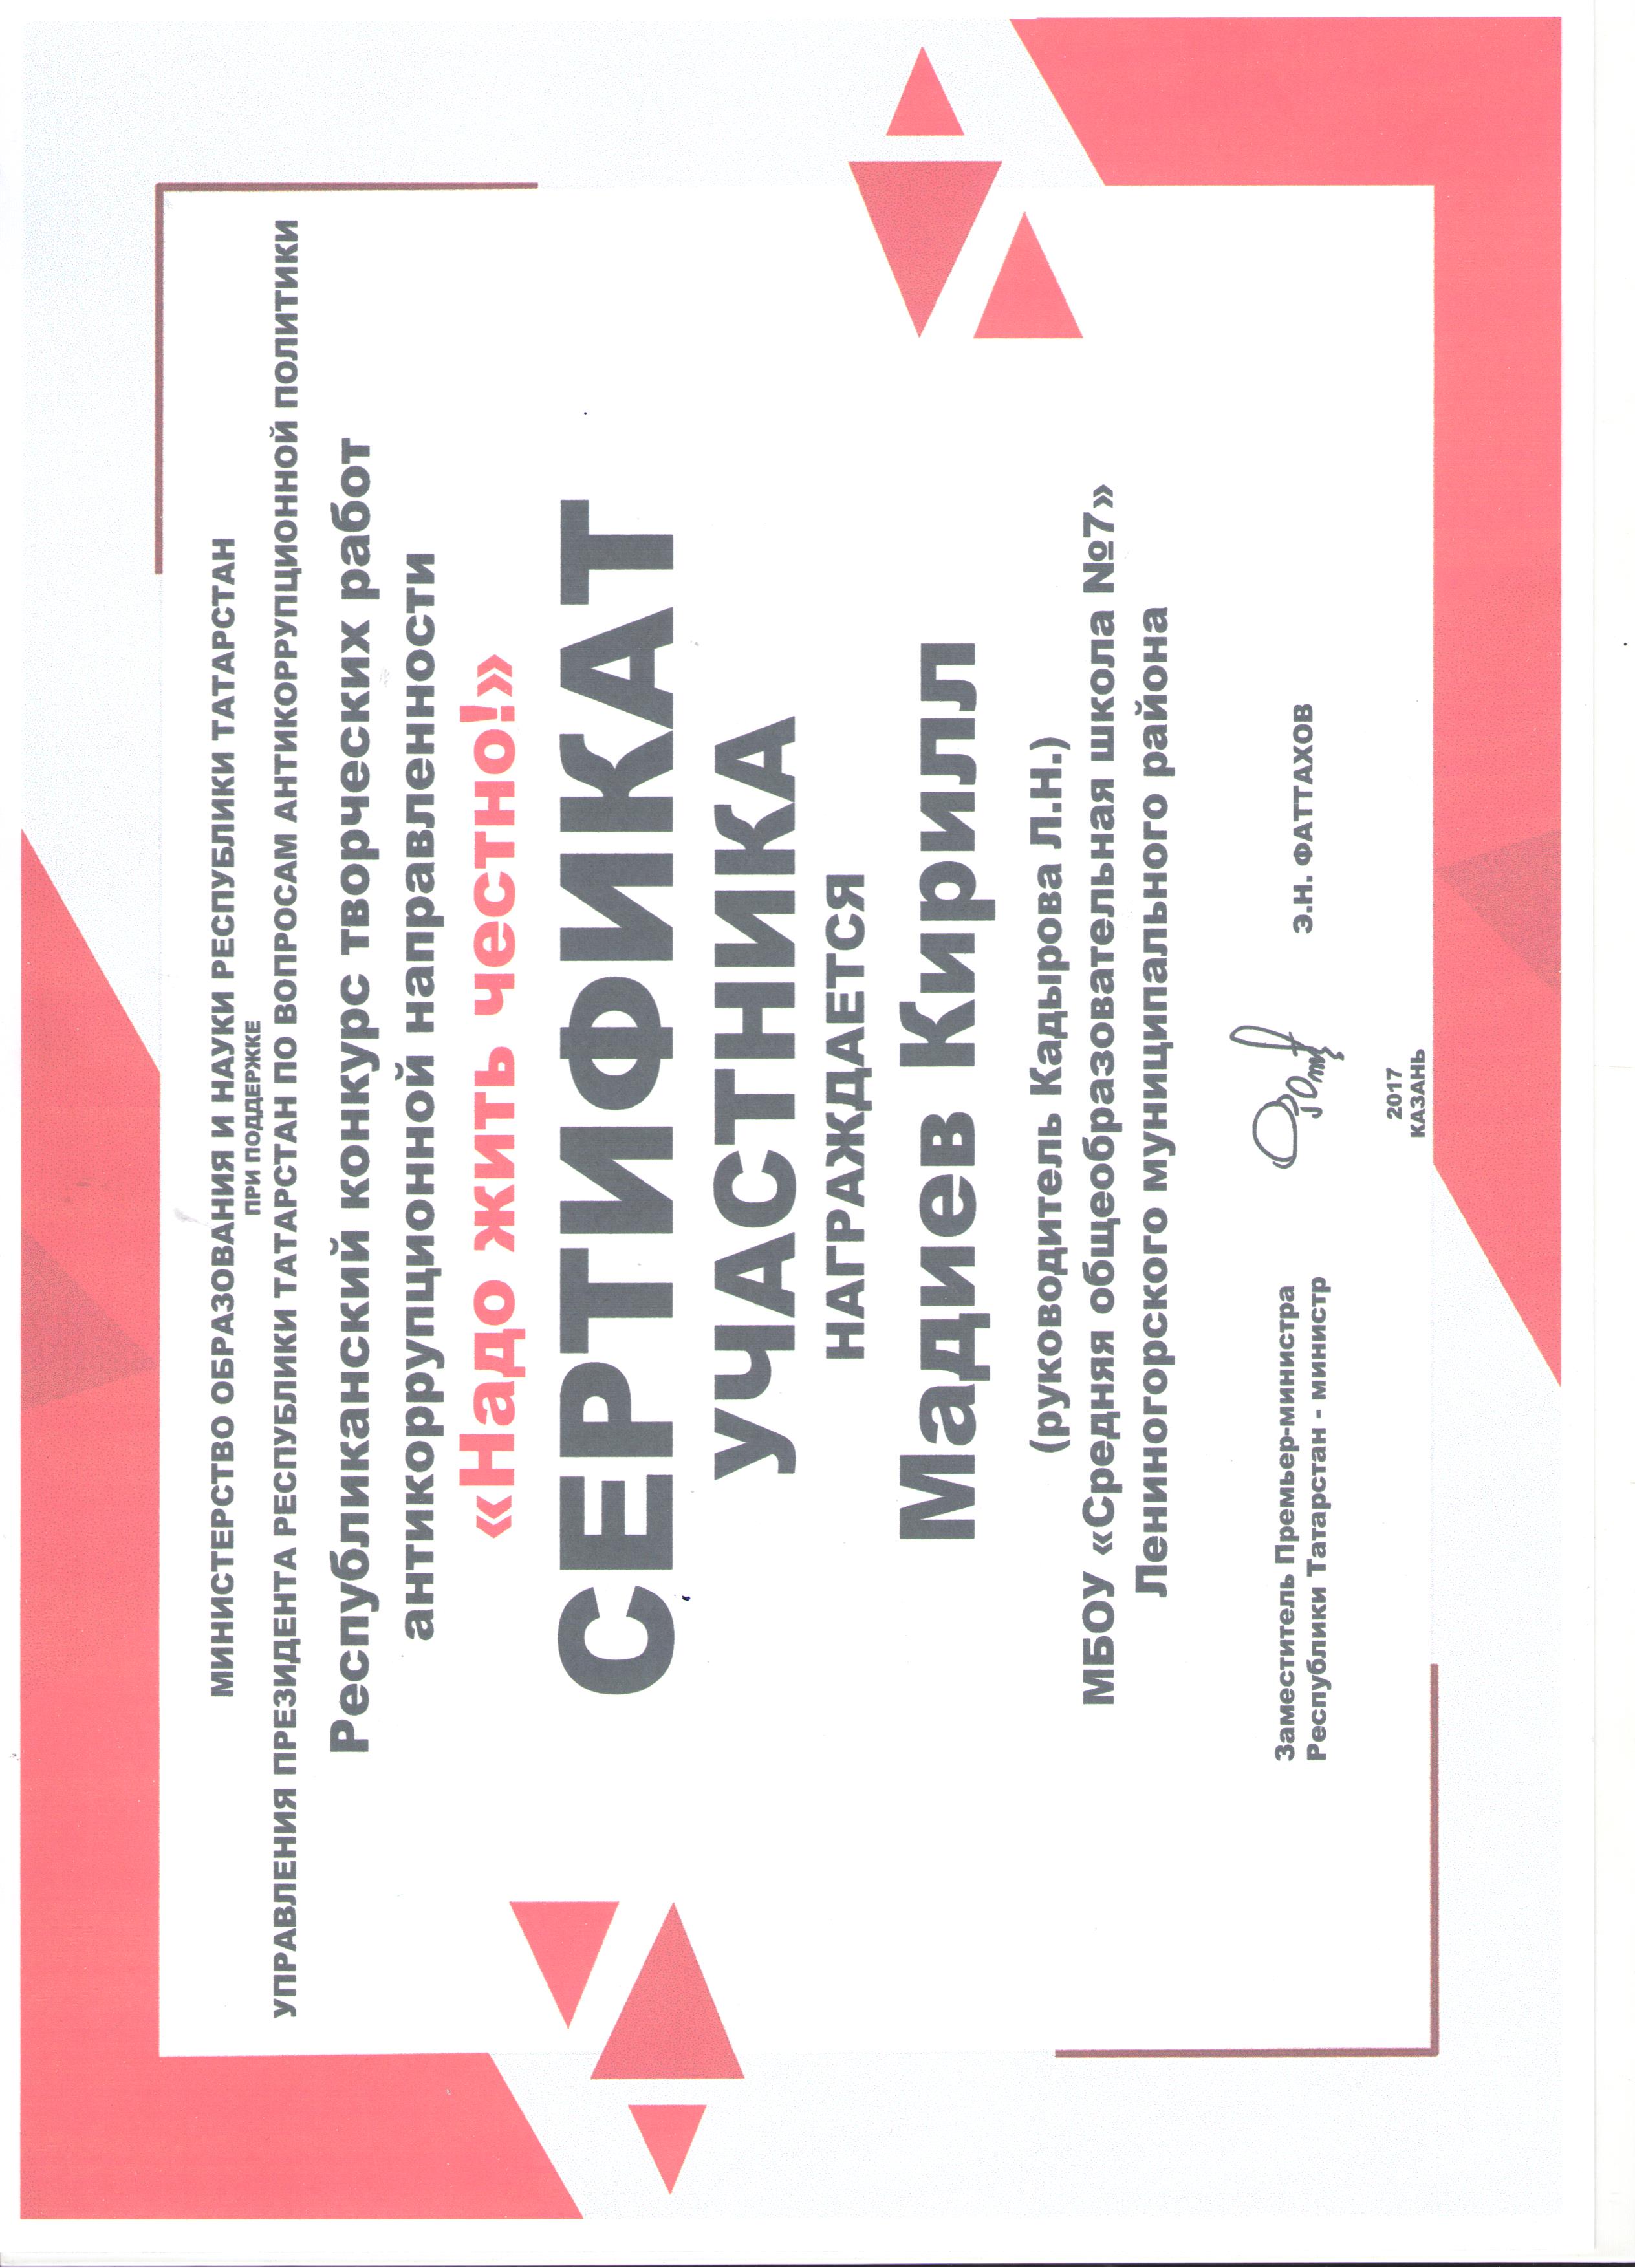 МИНИСТЕРСТВО ОБРАЗОВАНИЯ И НАУКИ РЕСПУБЛИКИ ТАТАРСТАН
ПРИ ПОДДЕРЖКЕ
УПРАВЛЕНИЯ ПРЕЗИДЕНТА РЕСПУБЛИКИ ТАТАРСТАН ПО ВОПРОСАМ АНТИКОРРУПЦИОННОЙ ПОЛИТИКИ
Республиканский конкурс творческих работ
антикоррупционной направленности
«Надо жить честно!»
СЕРТИФИКАТ
УЧАСТНИКА
НАГРАЖДАЕТСЯ
Мадиев Кирилл
(руководитель Кадырова Л.Н.)
МБОУ «Средняя общеобразовательная школа №7»
Лениногорского муниципального района
Заместитель Премьер-министра
Республики Татарстан - министр
Э.Н. ФАТТАХОВ
2017
КАЗАНЬ